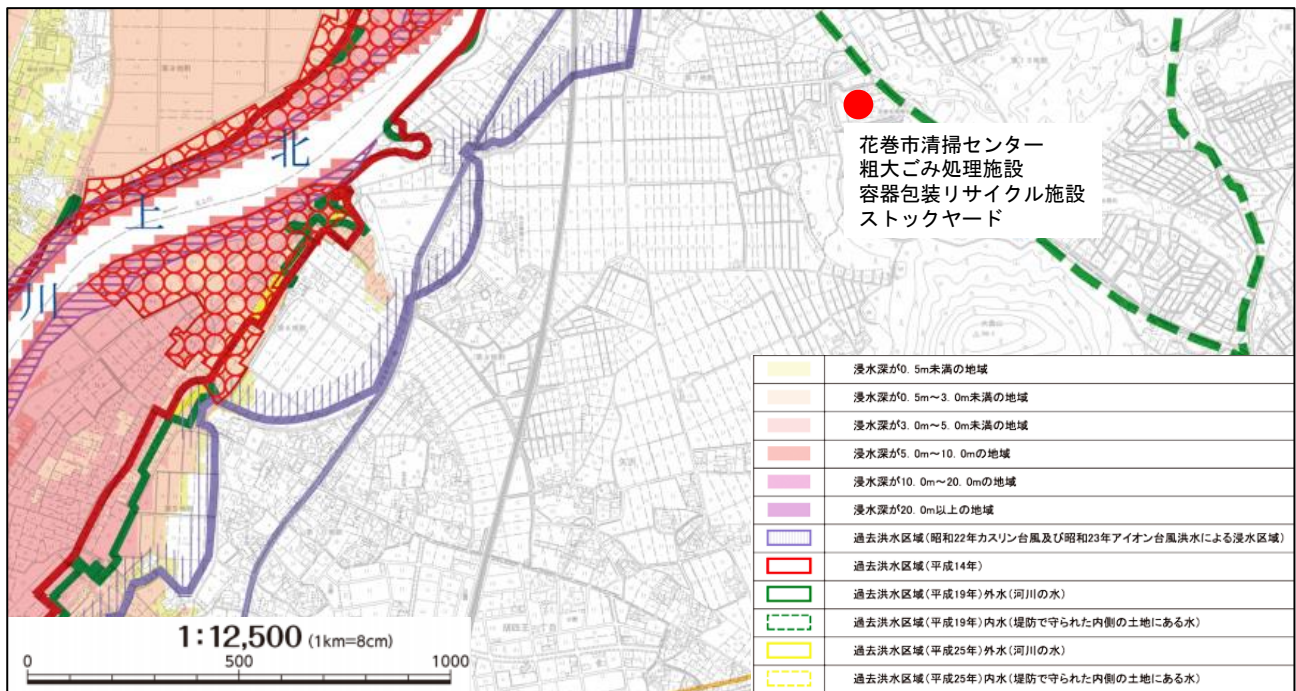 北
上
川
花巻市清掃センター
粗大ごみ処理施設
容器包装リサイクル施設
ストックヤード
浸水深が0.5m未満の地域
浸水深が0.5m～3.0m未満の地域
浸水深が3.0m～5.0m未満の地域
浸水深が5.0m～10.0mの地域
浸水深が10.0m～20.0mの地域
浸水深が20.0m以上の地域
過去洪水区域(昭和22年カスリン台風及び昭和23年アイオン台風洪水による浸水区域)
過去洪水区域(平成14年)
過去洪水区域(平成19年)外水(河川の水)
過去洪水区域(平成19年)内水(堤防で守られた内側の土地にある水)
過去洪水区域(平成25年)外水(河川の水)
過去洪水区域(平成25年)内水(堤防で守られた内側の土地にある水)
1:12,500 (1km=8cm)
0 500 1000